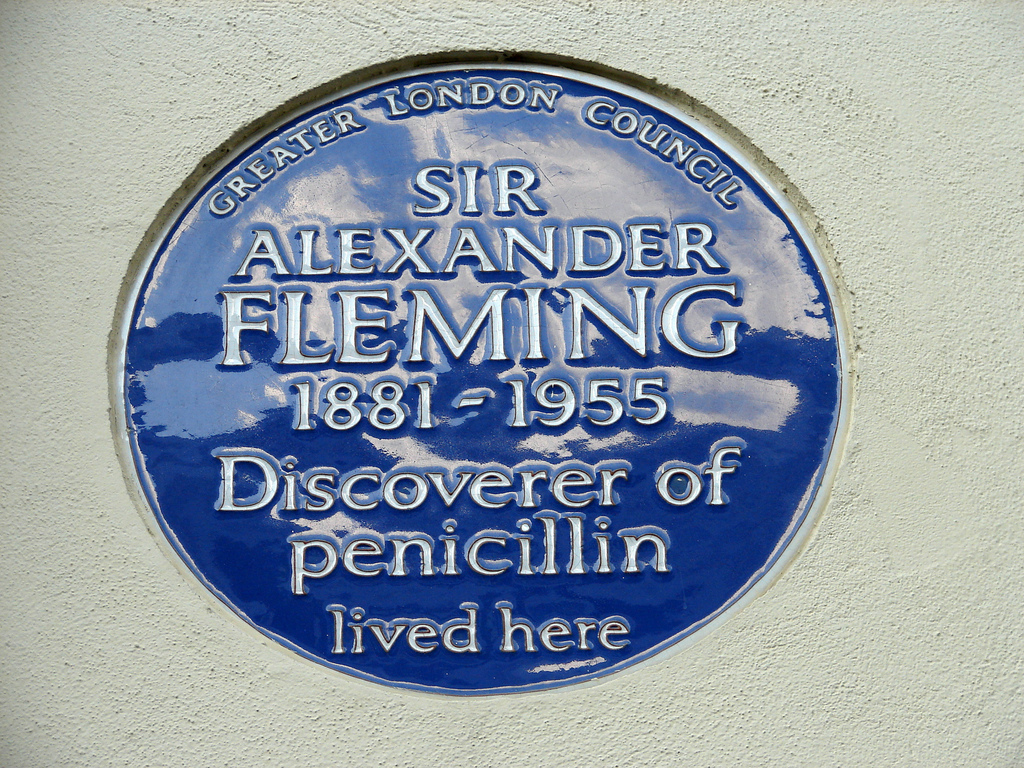 GREATER LONDON COUNCIL
SIR
ALEXANDER
FLEMING
1881-1955
Discoverer of
penicillin
lived here